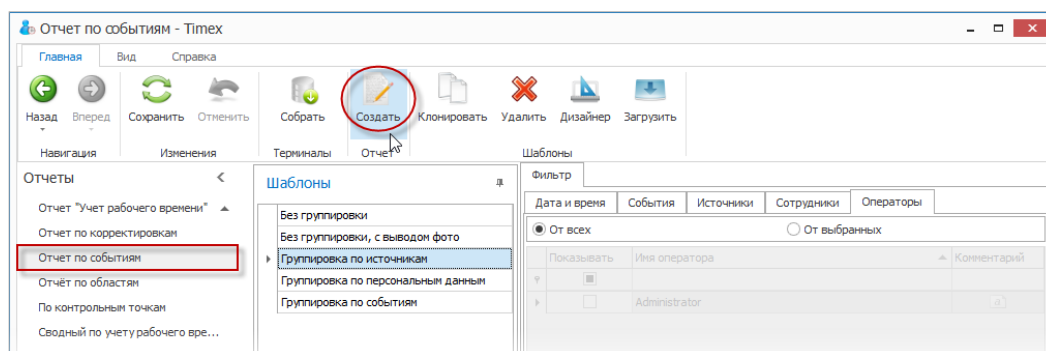 Отчет по событиям - Timex
Главная Вид Справка
Назад Вперед Сохранить Отменить Собрать Создать Клонировать Удалить Дизайнер Загрузить
Навигация Изменения Терминалы Отчет Шаблоны
Отчеты
Отчет "Учет рабочего времени"
Отчет по корректировкам
Отчет по событиям
Отчёт по областям
По контрольным точкам
Сводный по учету рабочего вре...
Шаблоны
Без группировки
Без группировки, с выводом фото
Группировка по источникам
Группировка по персональным данным
Группировка по событиям
Фильтр
Дата и время События Источники Сотрудники Операторы
От всех От выбранных
Показывать Имя оператора Комментарий
Administrator a